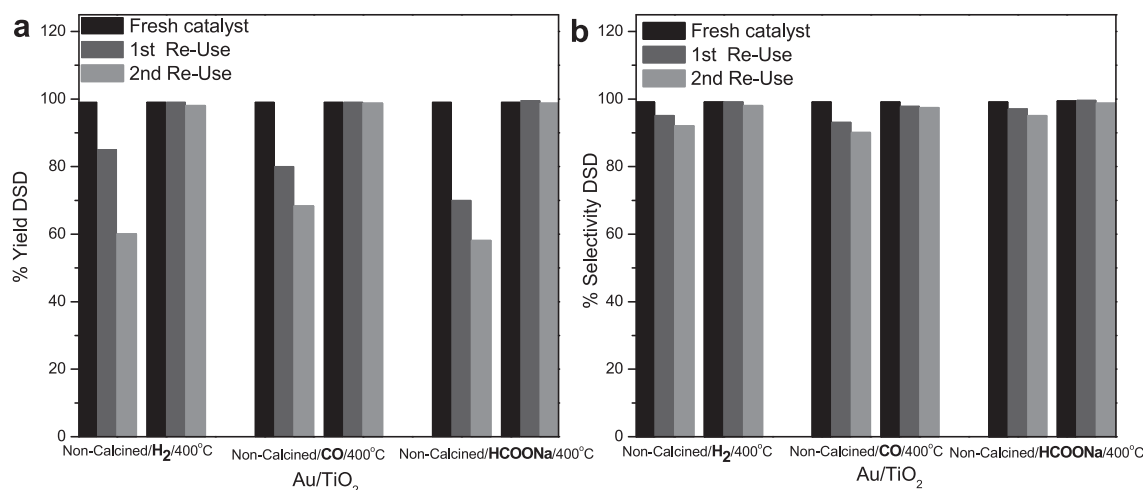 a
120
100
80
60
40
20
0
% Yield DSD
Fresh catalyst
1st Re-Use
2nd Re-Use
Non-Calcined/H₂/400°C
Non-Calcined/CO/400°C
Non-Calcined/HCOONa/400°C
Au/TiO₂
b
120
100
80
60
40
20
0
% Selectivity DSD
Fresh catalyst
1st Re-Use
2nd Re-Use
Non-Calcined/H₂/400°C
Non-Calcined/CO/400°C
Non-Calcined/HCOONa/400°C
Au/TiO₂